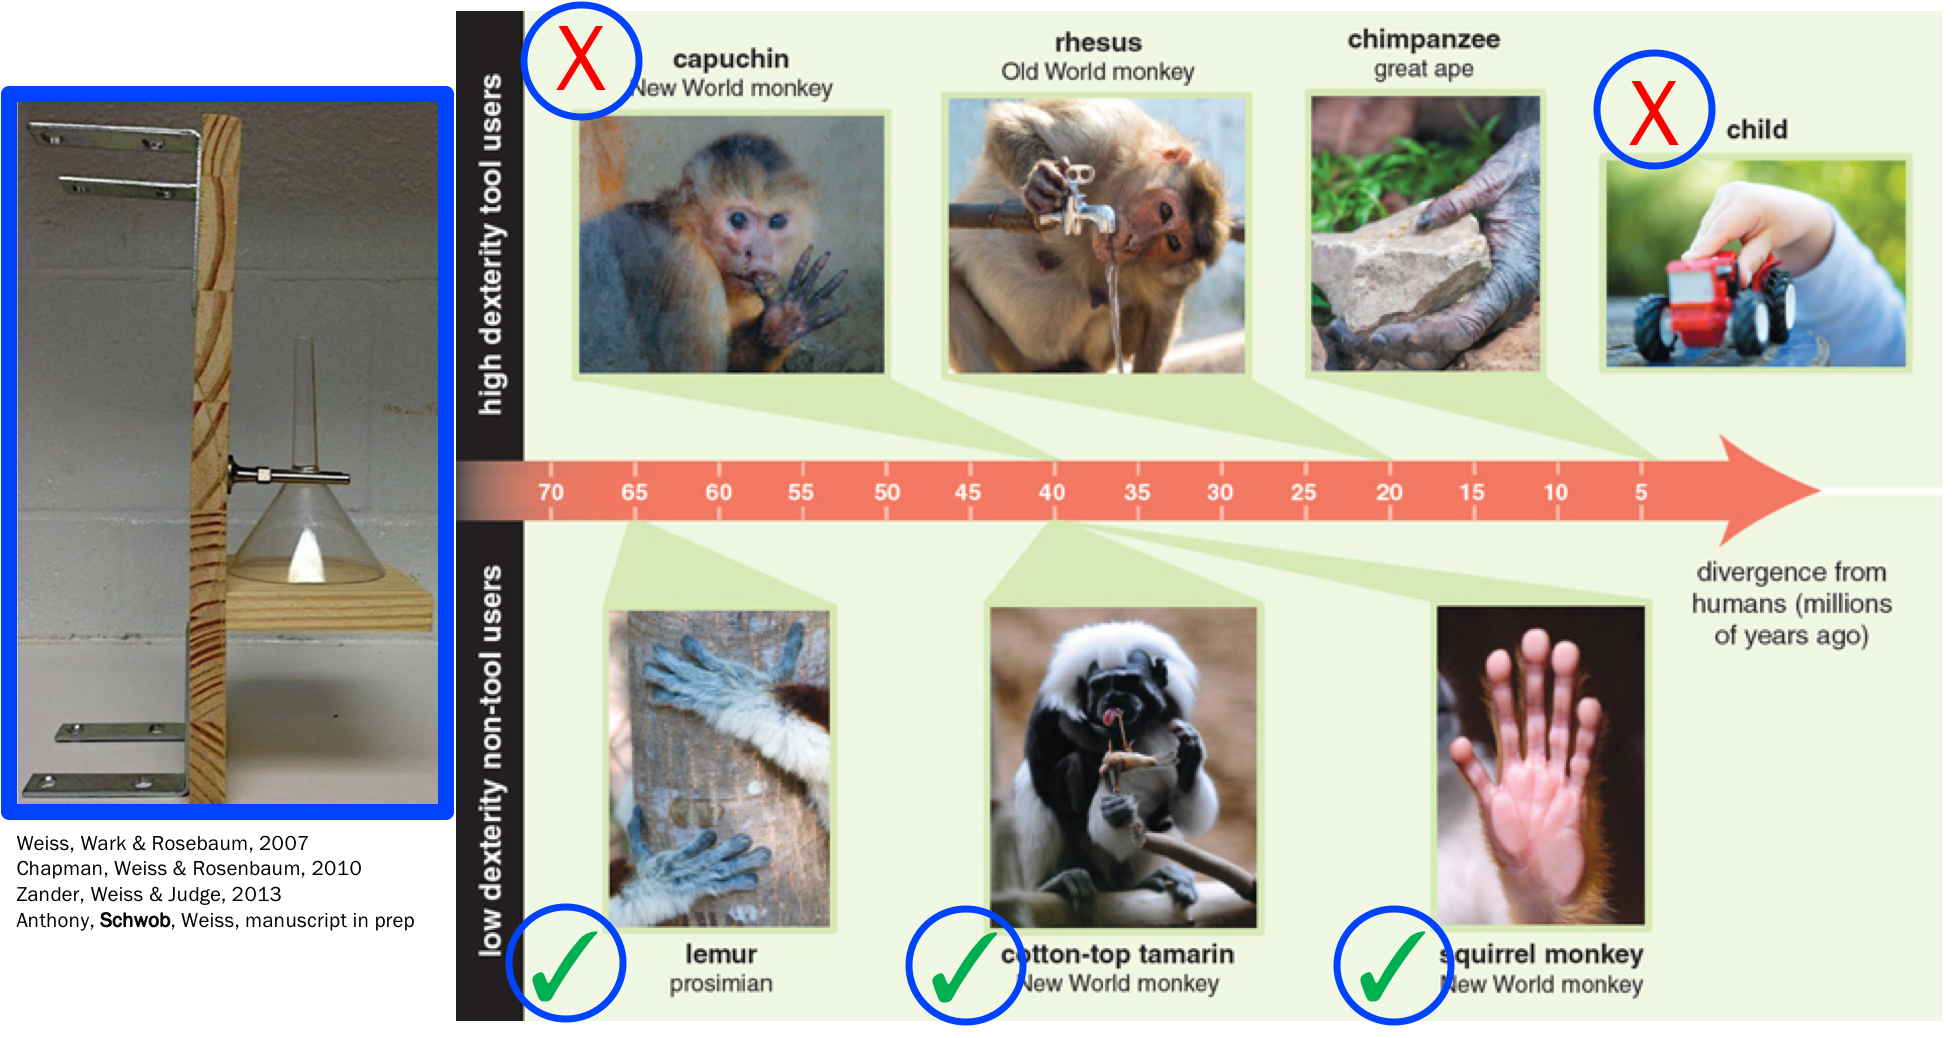 high dexterity tool users
X
capuchin
New World monkey
rhesus
Old World monkey
chimpanzee
great ape
X
child
70 65 60 55 50 45 40 35 30 25 20 15 10 5
divergence from
humans (millions
of years ago)
low dexterity non-tool users
lemur
prosimian
cotton-top tamarin
New World monkey
squirrel monkey
New World monkey
Weiss, Wark & Rosebaum, 2007
Chapman, Weiss & Rosenbaum, 2010
Zander, Weiss & Judge, 2013
Anthony, Schwob, Weiss, manuscript in prep